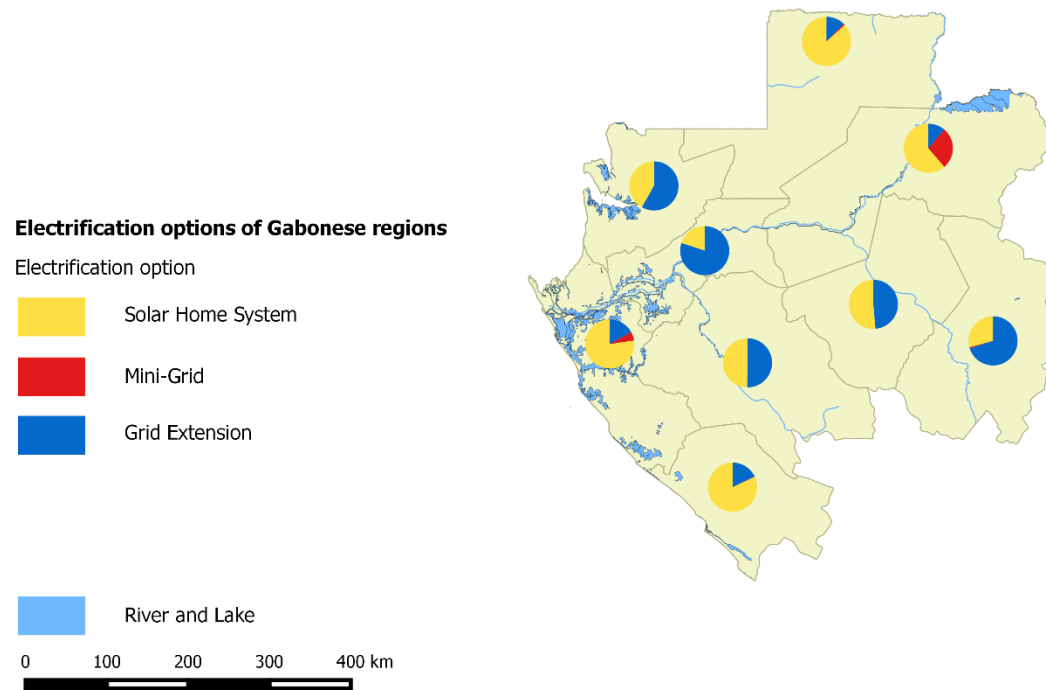 Electrification options of Gabonese regions
Electrification option
Solar Home System
Mini-Grid
Grid Extension
River and Lake
0 100 200 300 400 km